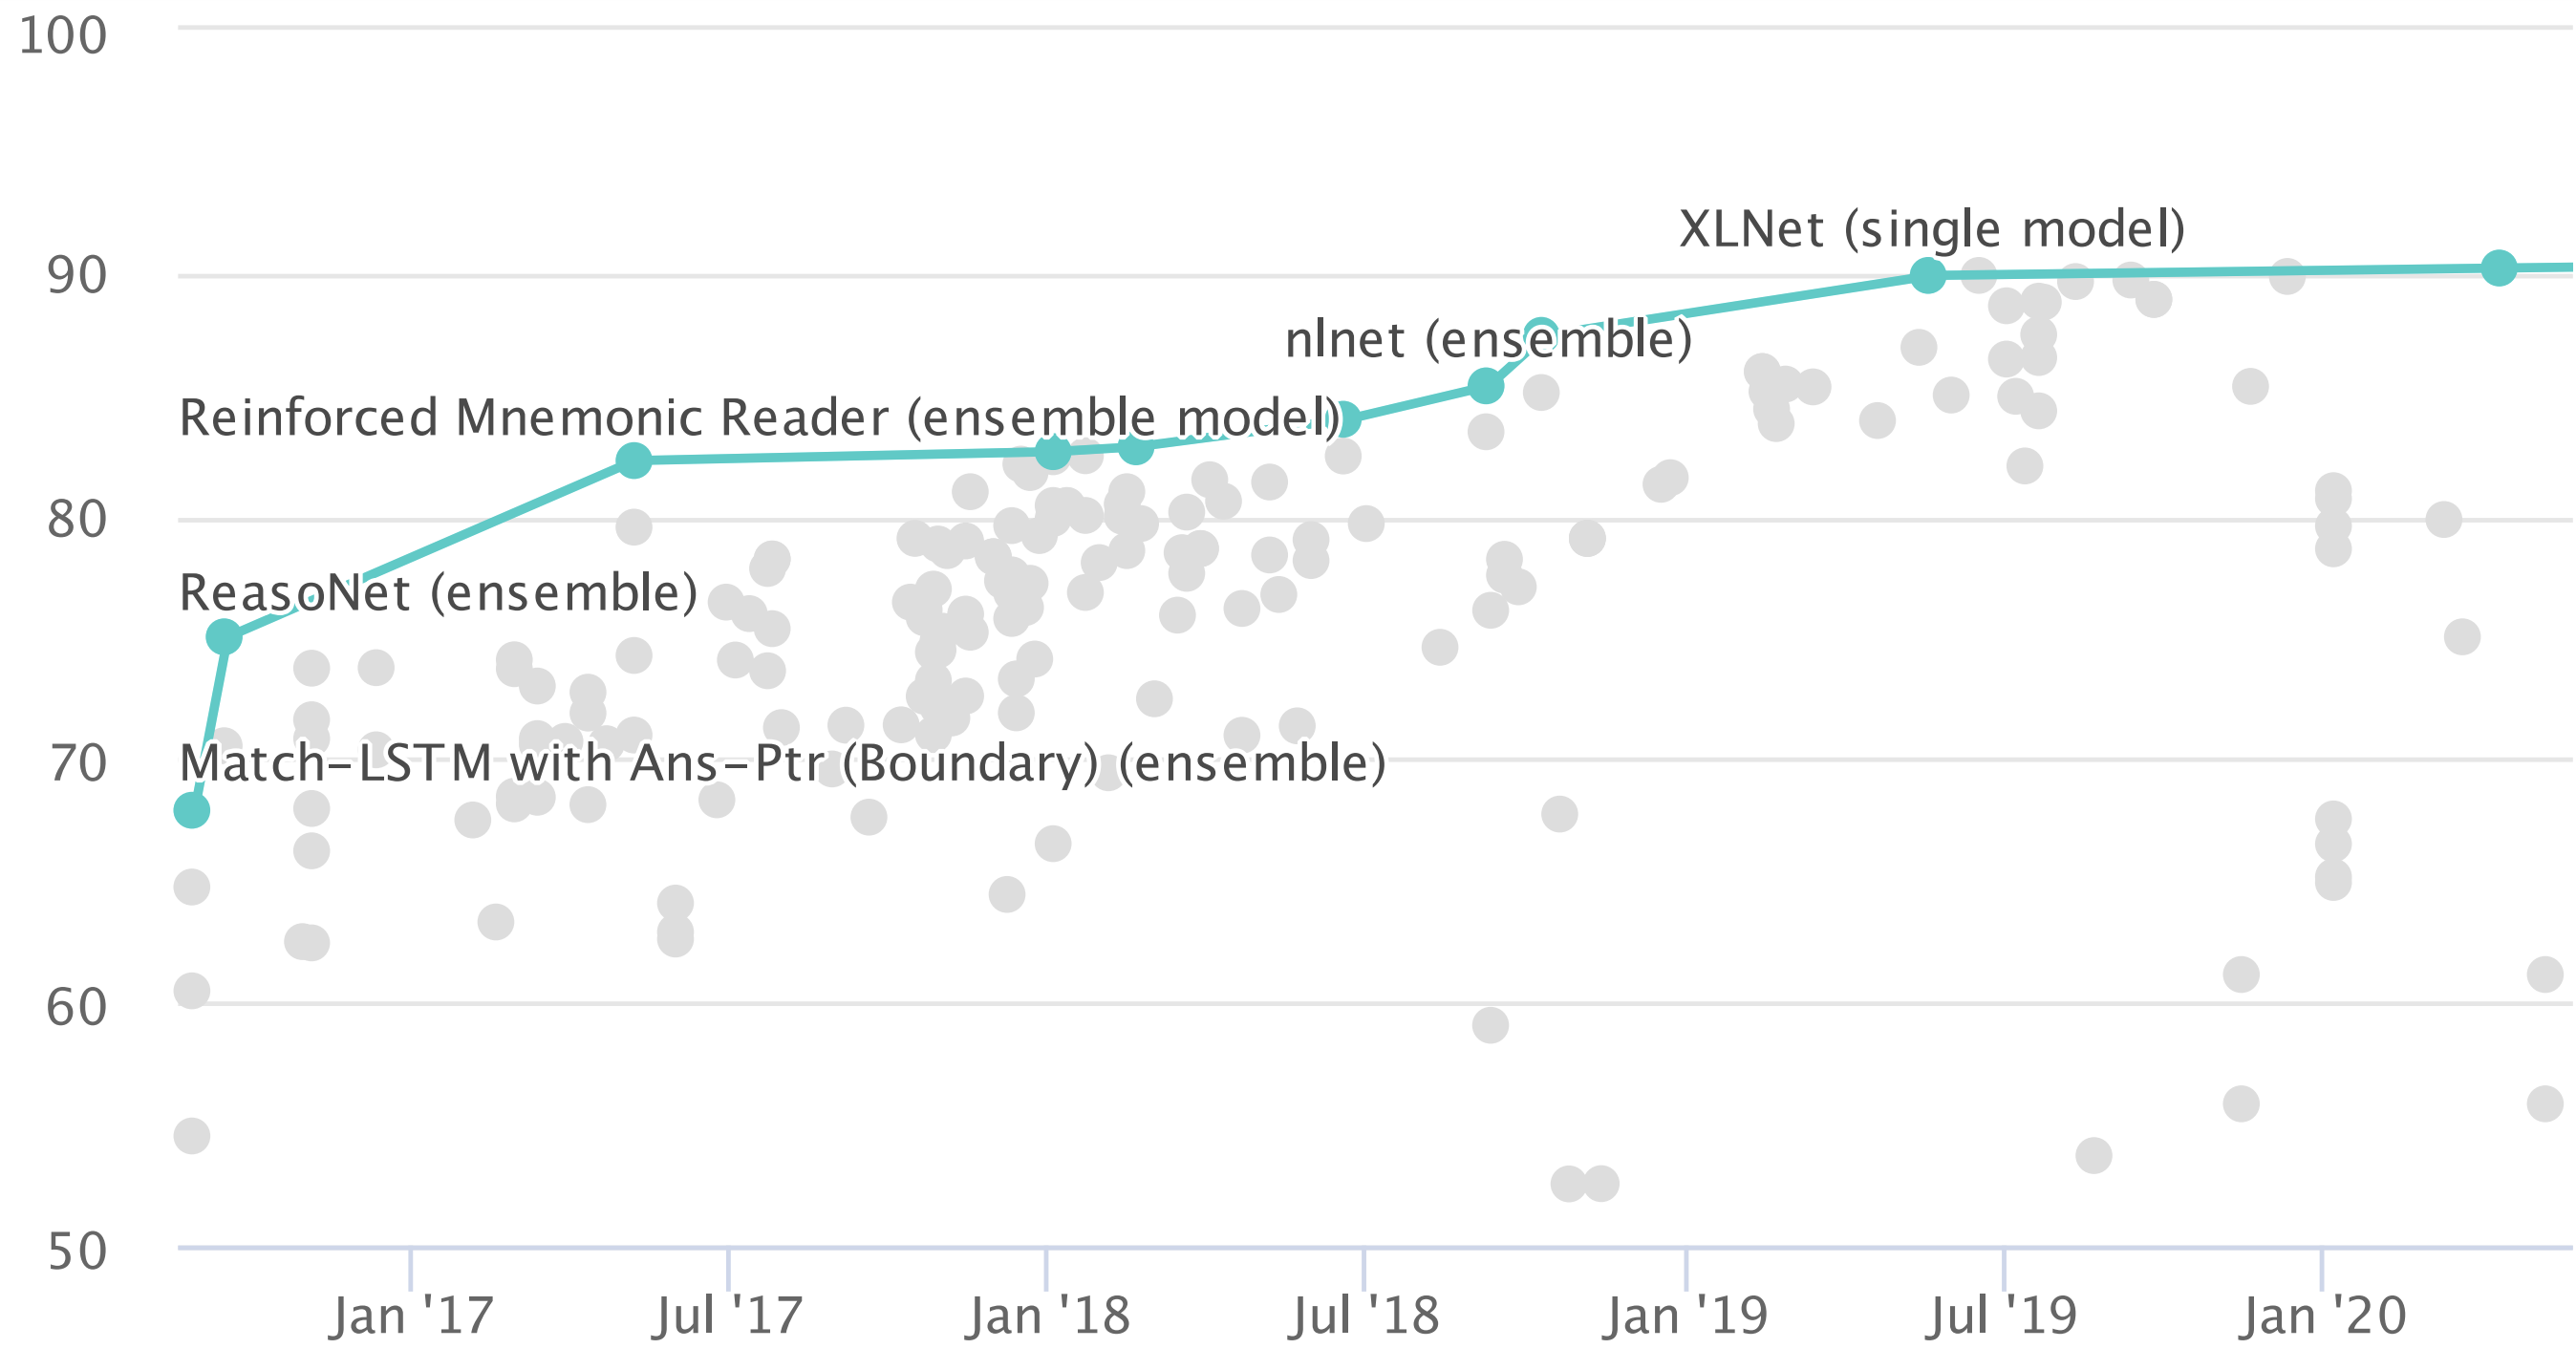 100
XLNet (single model)
90
nlnet (ensemble)
Reinforced Mnemonic Reader (ensemble model)
80
ReasoNet (ensemble)
70
Match-LSTM with Ans-Ptr (Boundary) (ensemble)
60
50
Jan '17 Jul '17 Jan '18 Jul '18 Jan '19 Jul '19 Jan '20